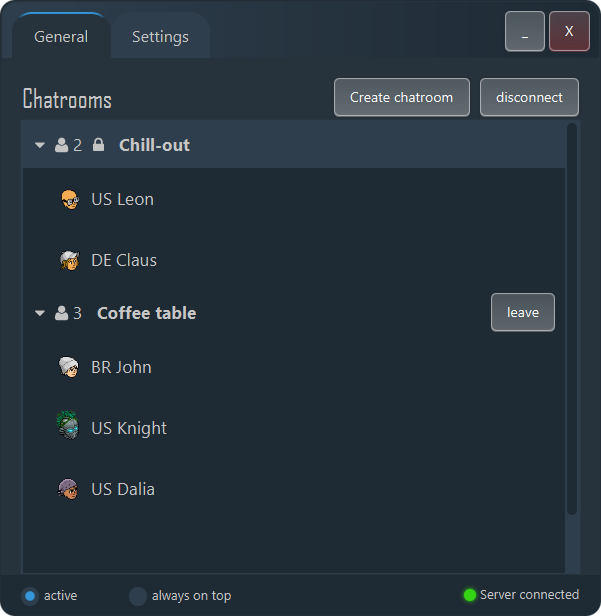 General Settings _ X
Chatrooms Create chatroom disconnect
2 Chill-out
US Leon
DE Claus
3 Coffee table leave
BR John
US Knight
US Dalia
active always on top Server connected